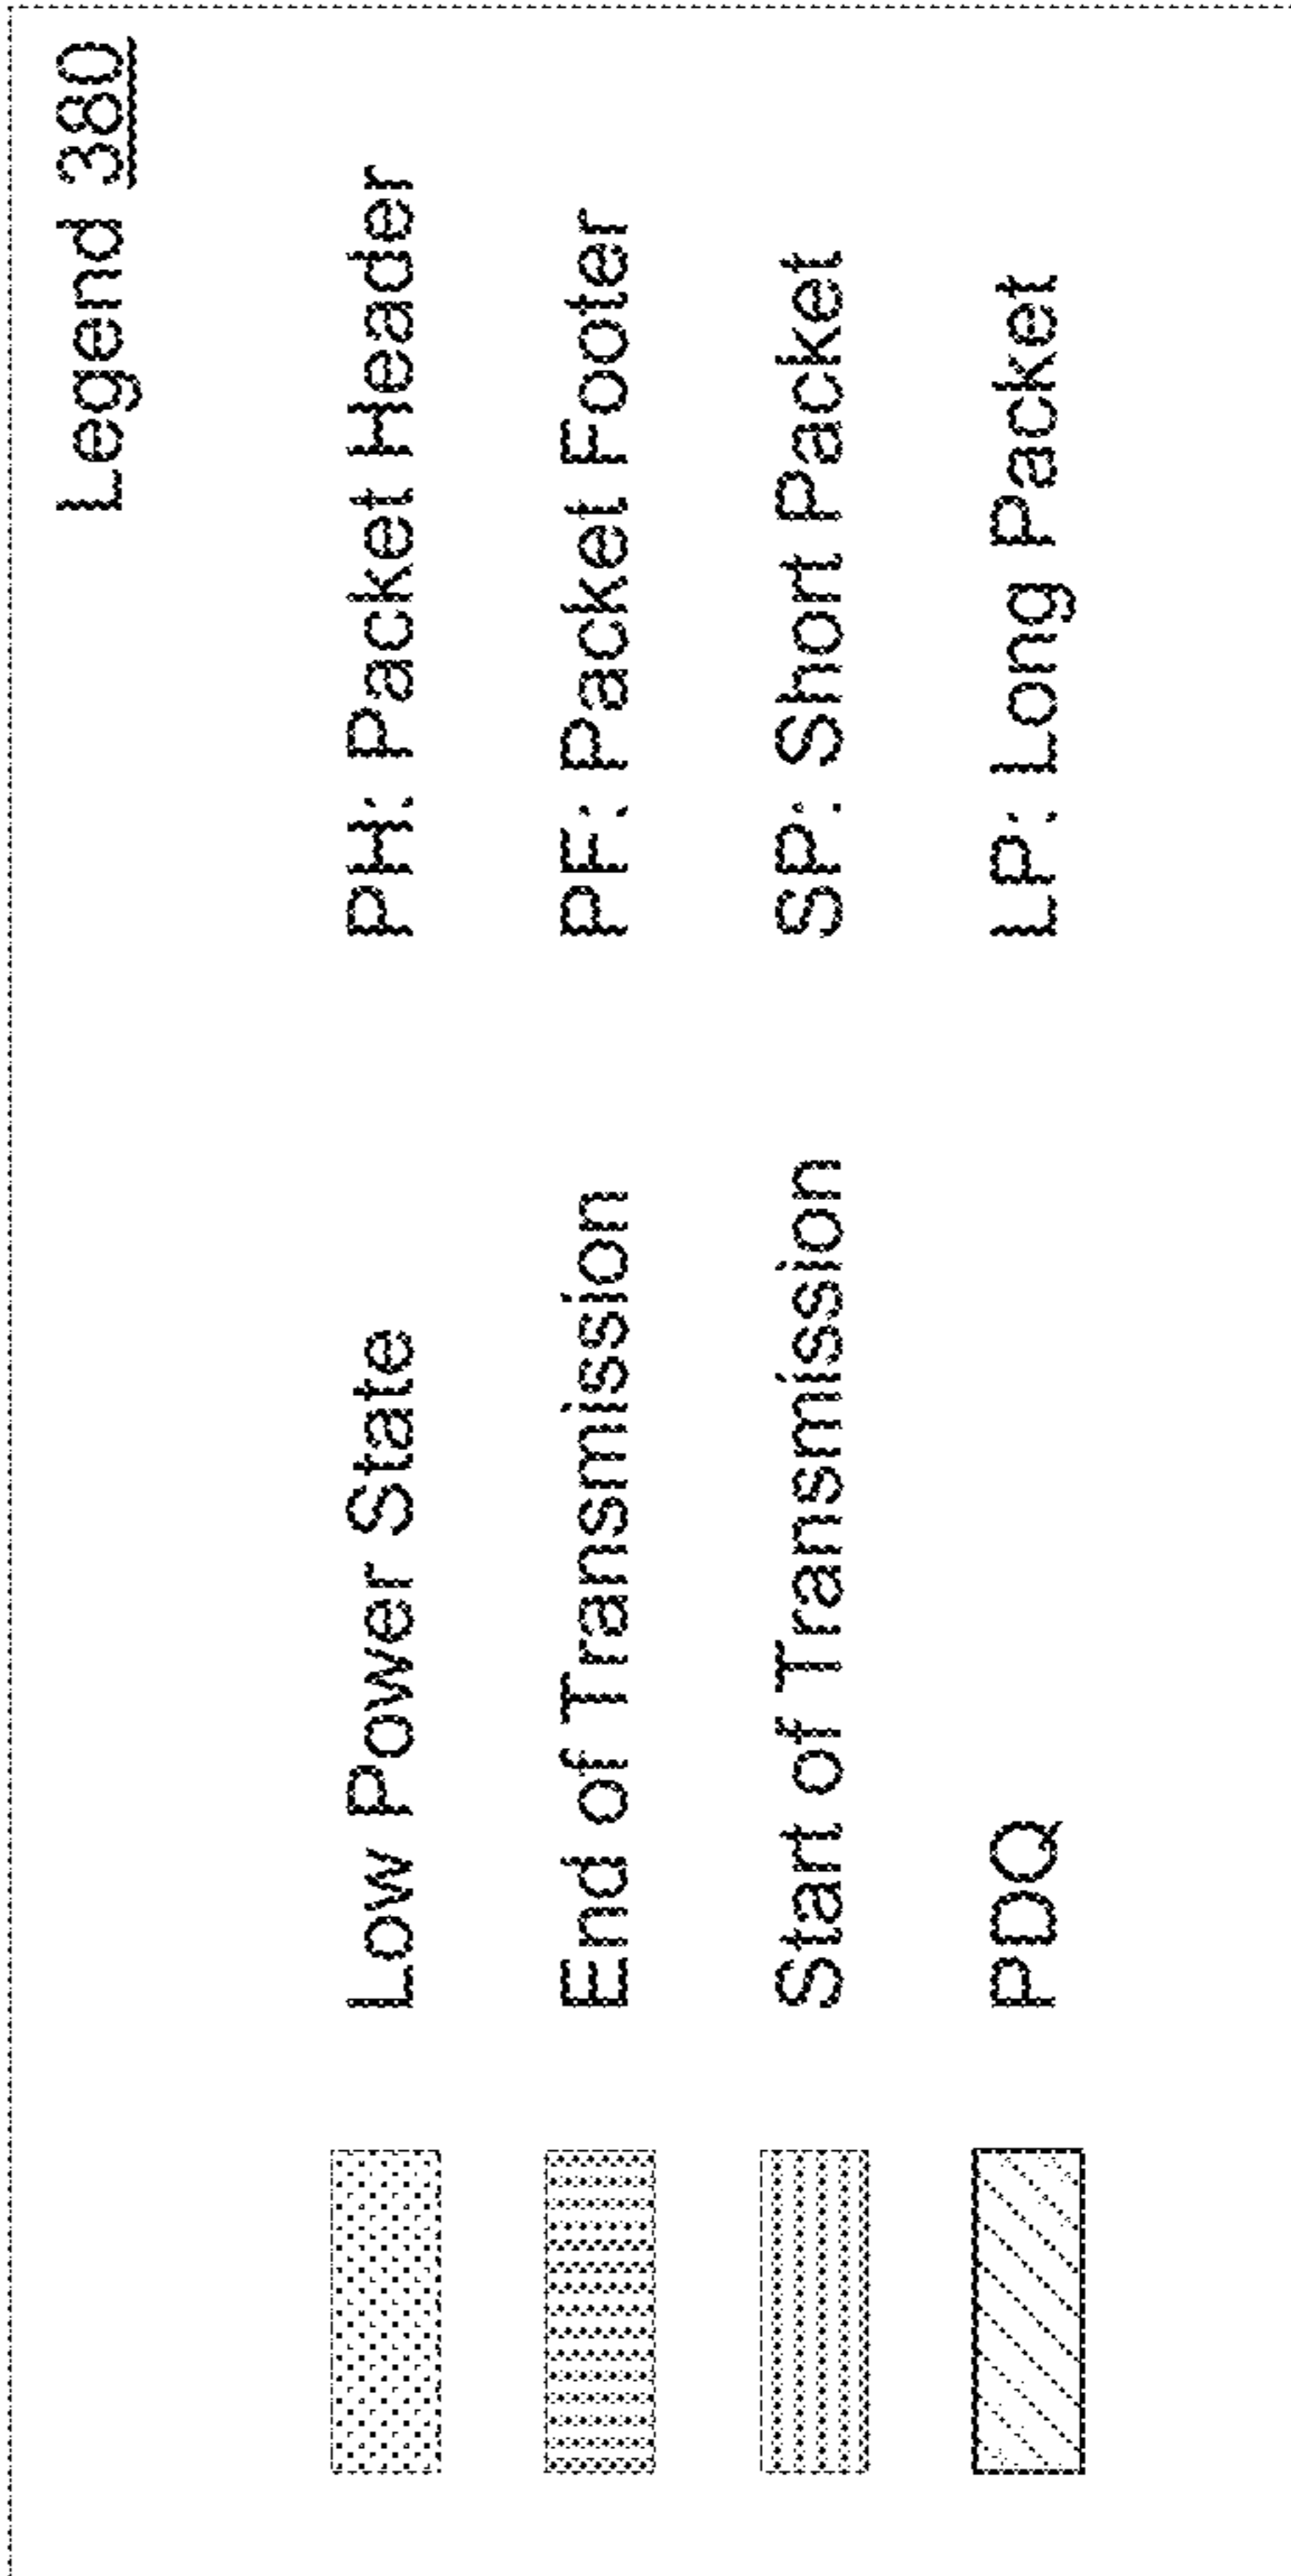 Legend 380
Low Power State PH: Packet Header
End of Transmission PF: Packet Footer
Start of Transmission SP: Short Packet
PDQ LP: Long Packet